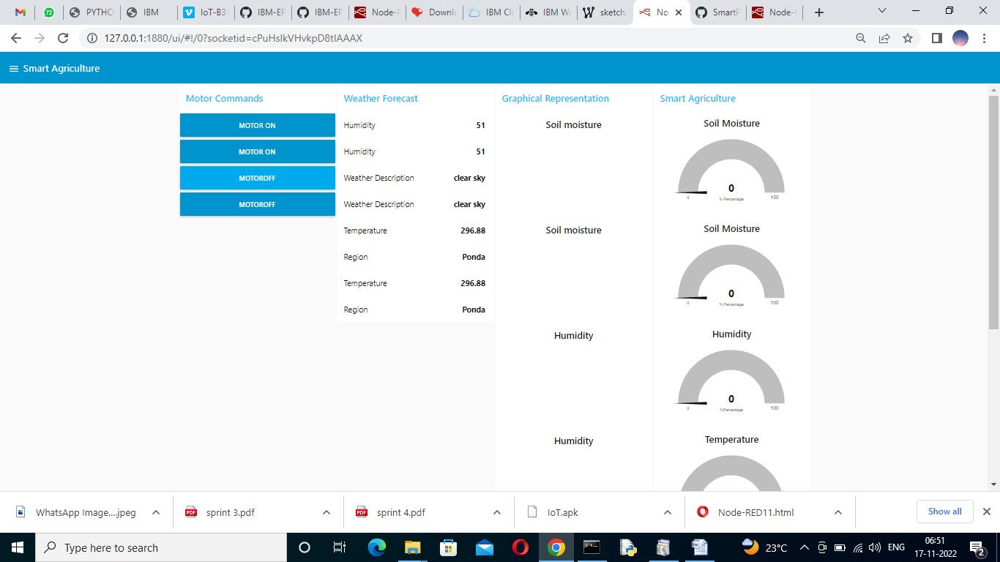 72
PYTHO
IBM
IoT-B3-
IBM-EP
IBM-EP
Node-
Downlo
IBM Clo
IBM Wa
sketch.
No
SmartP
Node-
127.0.0.1:1880/ui/#!/0?socketid=cPuHsIkVHvkpD8tIAAAX
Smart Agriculture
Motor Commands
MOTOR ON
MOTOR ON
MOTOROFF
MOTOROFF
Weather Forecast
Humidity 51
Humidity 51
Weather Description clear sky
Weather Description clear sky
Temperature 296.88
Region Ponda
Temperature 296.88
Region Ponda
Graphical Representation
Soil moisture
Soil moisture
Humidity
Humidity
Smart Agriculture
Soil Moisture
0
0 % Percentage 100
Soil Moisture
0
0 % Percentage 100
Humidity
0
0 %Percentage 100
Temperature
WhatsApp Image....jpeg
sprint 3.pdf
sprint 4.pdf
IoT.apk
Node-RED11.html
Show all
Type here to search
23°C
ENG
06:51
17-11-2022
2